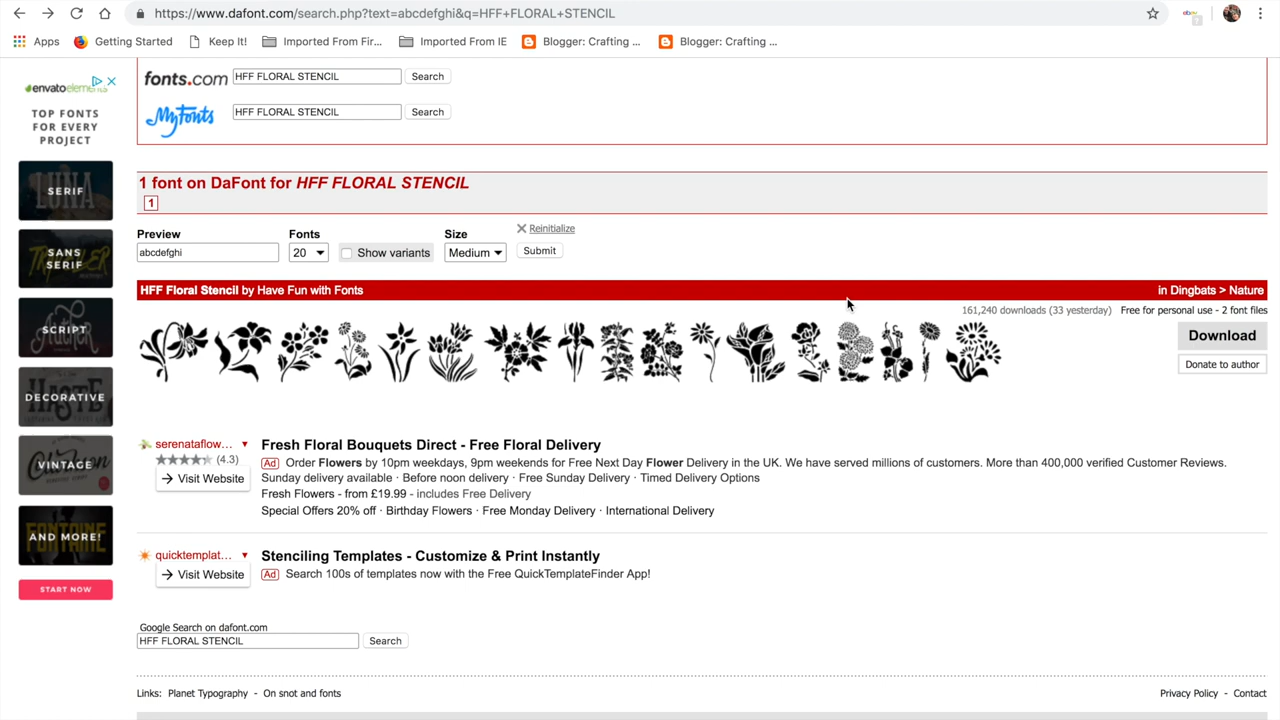 https://www.dafont.com/search.php?text=abcdefghi&q=HFF+FLORAL+STENCIL
Apps Getting Started Keep It! Imported From Fir... Imported From IE Blogger: Crafting ... Blogger: Crafting ...
envatoelements
TOP FONTS
FOR EVERY
PROJECT
SERIF
SANS
SERIF
SCRIPT
DECORATIVE
VINTAGE
AND MORE!
START NOW
fonts.com HFF FLORAL STENCIL Search
MyFonts HFF FLORAL STENCIL Search
1 font on DaFont for HFF FLORAL STENCIL
1
Preview Fonts Size Reinitialize
abcdefghi 20 Show variants Medium Submit
HFF Floral Stencil by Have Fun with Fonts in Dingbats > Nature
161,240 downloads (33 yesterday) Free for personal use - 2 font files
Download
Donate to author
serenataflow... Fresh Floral Bouquets Direct - Free Floral Delivery
(4.3) Ad Order Flowers by 10pm weekdays, 9pm weekends for Free Next Day Flower Delivery in the UK. We have served millions of customers. More than 400,000 verified Customer Reviews.
Visit Website Sunday delivery available · Before noon delivery · Free Sunday Delivery · Timed Delivery Options
Fresh Flowers - from £19.99 - includes Free Delivery
Special Offers 20% off · Birthday Flowers · Free Monday Delivery · International Delivery
quicktemplat... Stenciling Templates - Customize & Print Instantly
Visit Website Ad Search 100s of templates now with the Free QuickTemplateFinder App!
Google Search on dafont.com
HFF FLORAL STENCIL Search
Links: Planet Typography - On snot and fonts Privacy Policy - Contact